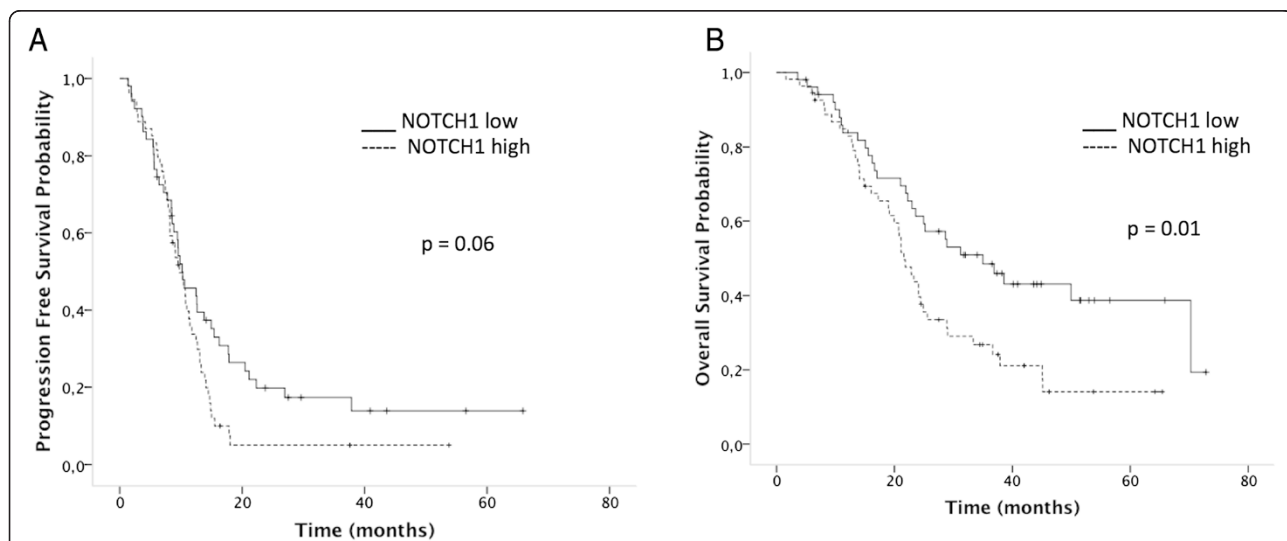 A
Progression Free Survival Probability
1,0
0,8
0,6
0,4
0,2
0,0
NOTCH1 low
NOTCH1 high
p = 0.06
0 20 40 60 80
Time (months)
B
Overall Survival Probability
1,0
0,8
0,6
0,4
0,2
0,0
NOTCH1 low
NOTCH1 high
p = 0.01
0 20 40 60 80
Time (months)